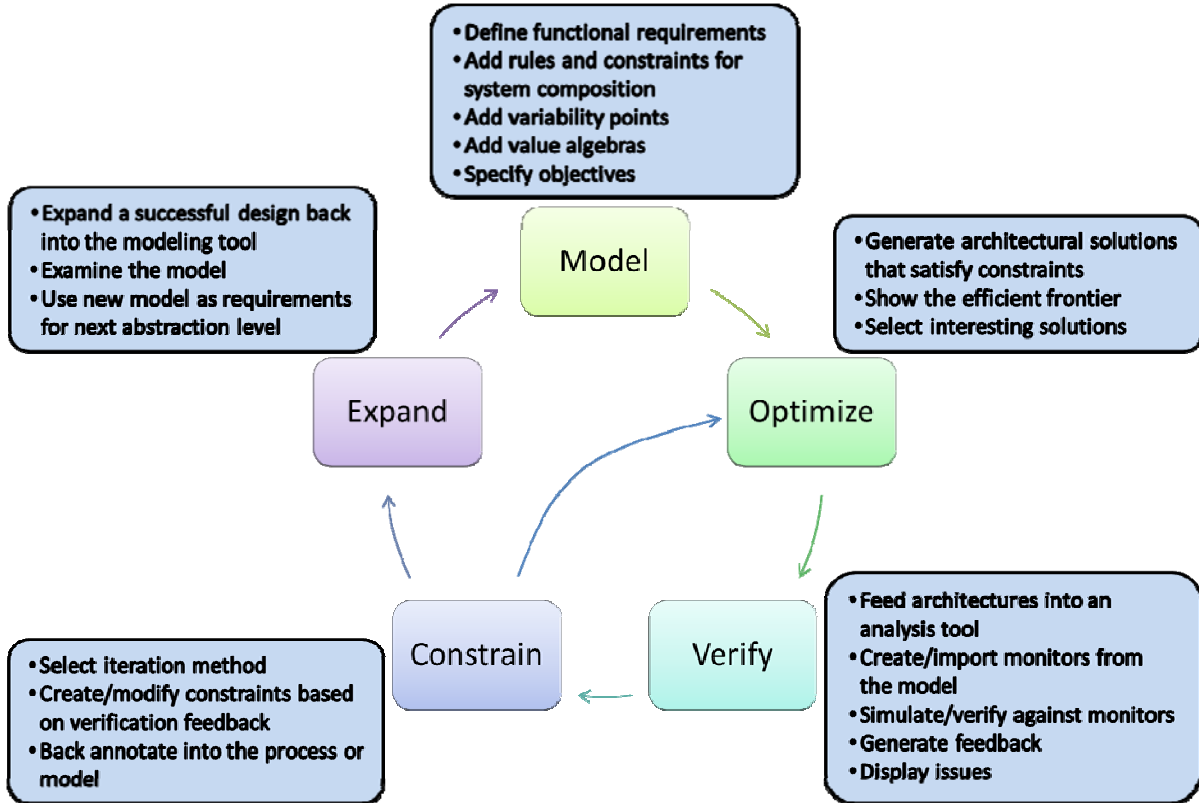 • Define functional requirements
• Add rules and constraints for
system composition
• Add variability points
• Add value algebras
• Specify objectives
Model
• Expand a successful design back
into the modeling tool
• Examine the model
• Use new model as requirements
for next abstraction level
Expand
• Generate architectural solutions
that satisfy constraints
• Show the efficient frontier
• Select interesting solutions
Optimize
• Select iteration method
• Create/modify constraints based
on verification feedback
• Back annotate into the process or
model
Constrain
Verify
• Feed architectures into an
analysis tool
• Create/import monitors from
the model
• Simulate/verify against monitors
• Generate feedback
• Display issues